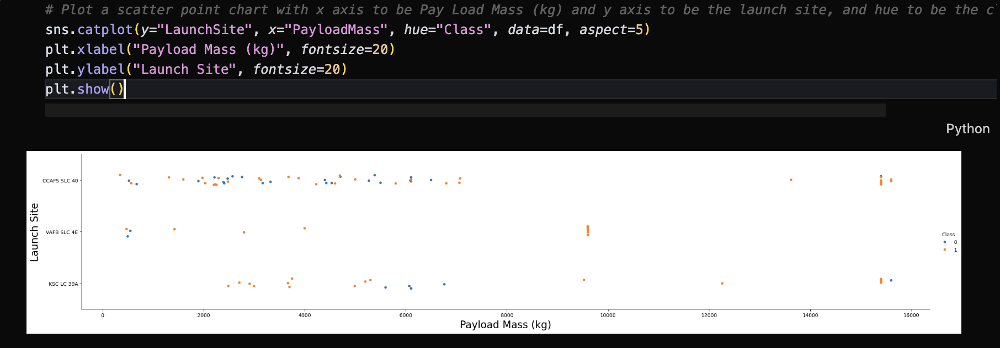 # Plot a scatter point chart with x axis to be Pay Load Mass (kg) and y axis to be the launch site, and hue to be the
sns.catplot(y="LaunchSite", x="PayloadMass", hue="Class", data=df, aspect=5)
plt.xlabel("Payload Mass (kg)", fontsize=20)
plt.ylabel("Launch Site", fontsize=20)
plt.show()
Python
CCAFS SLC 40
VAFB SLC 4E
KSC LC 39A
Launch Site
Class
0
1
0 2000 4000 6000 8000 10000 12000 14000 16000
Payload Mass (kg)